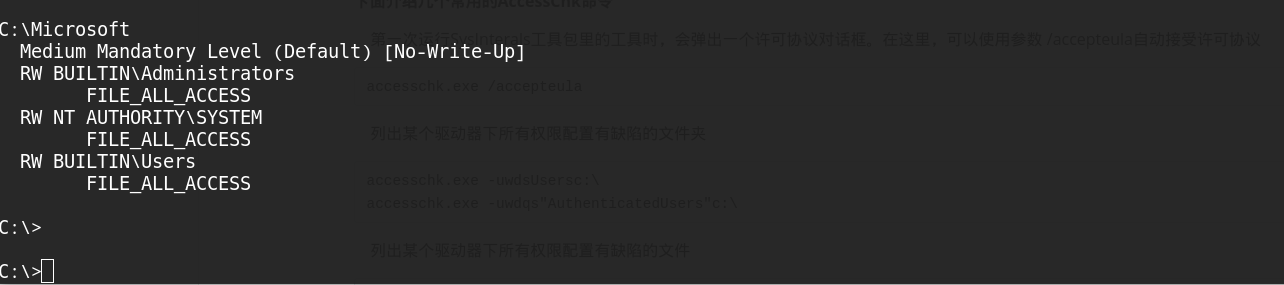 下面介绍几个常用的AccessChk命令
C:\Microsoft
第一次运行SysInterals工具包里的工具时，会弹出一个许可协议对话框。在这里，可以使用参数 /accepteula自动接受许可协议
Medium Mandatory Level (Default) [No-Write-Up]
RW BUILTIN\Administrators
accesschk.exe /accepteula
FILE_ALL_ACCESS
RW NT AUTHORITY\SYSTEM
列出某个驱动器下所有权限配置有缺陷的文件夹
FILE_ALL_ACCESS
RW BUILTIN\Users
accesschk.exe -uwdsUsersc:\
FILE_ALL_ACCESS
accesschk.exe -uwdqs"AuthenticatedUsers"c:\
C:\>
列出某个驱动器下所有权限配置有缺陷的文件
C:\>